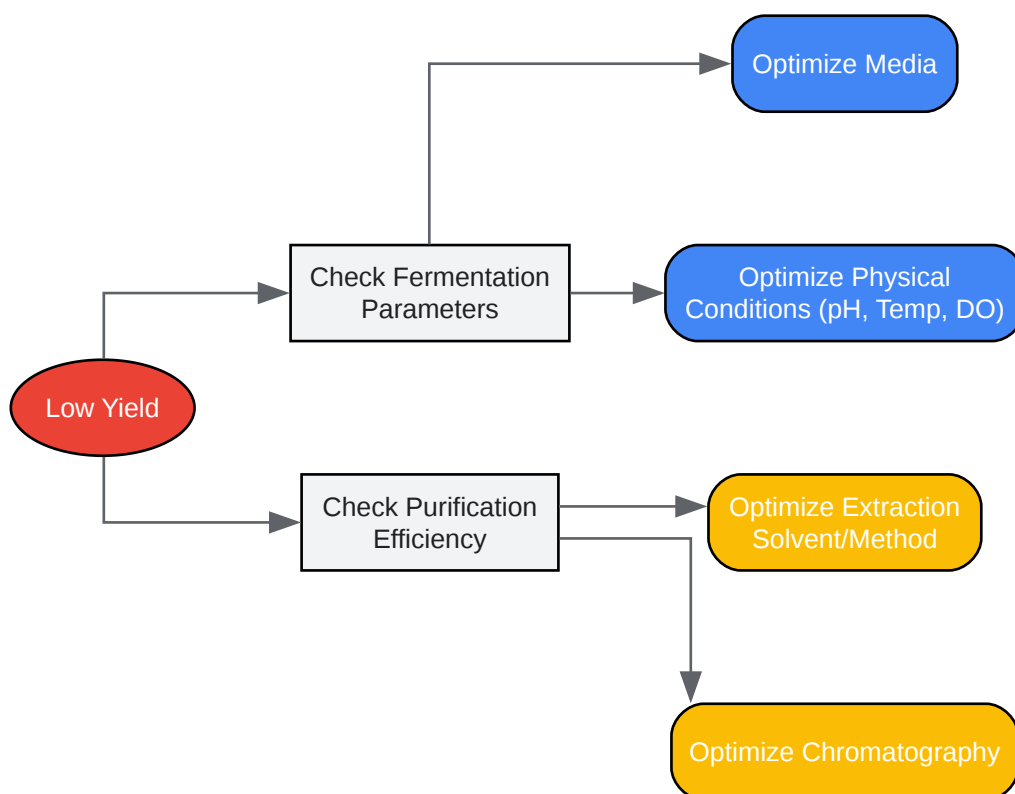 Optimize Media
Check Fermentation
Parameters
Optimize Physical
Conditions (pH, Temp, DO)
Low Yield
Check Purification
Efficiency
Optimize Extraction
Solvent/Method
Optimize Chromatography